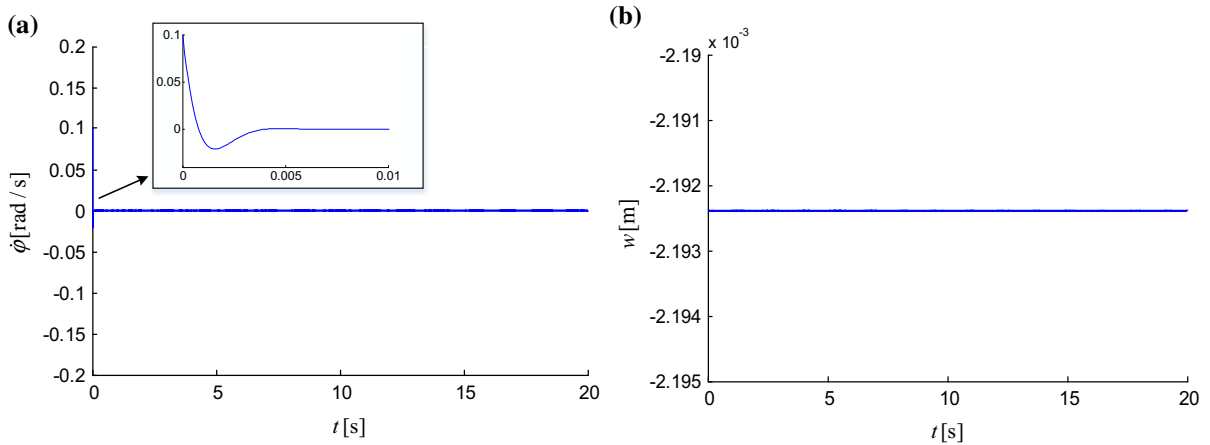 (a)
0.2
0.15
0.1
0.05
0
-0.05
-0.1
-0.15
-0.2
φ̇[rad / s]
0 5 10 15 20
t[s]
0.1
0.05
0
0 0.005 0.01
(b)
x 10⁻³
-2.19
-2.191
-2.192
-2.193
-2.194
-2.195
w[m]
0 5 10 15 20
t[s]